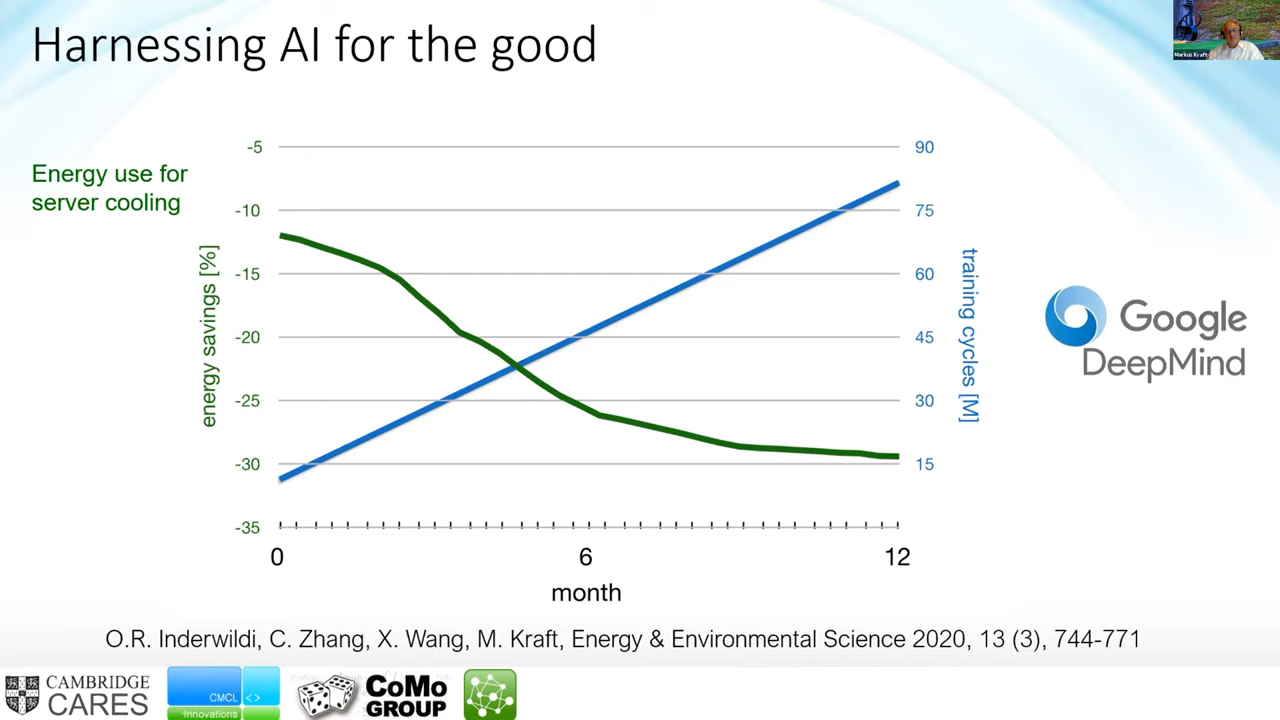 Harnessing AI for the good
Markus Kraft
Energy use for
server cooling
energy savings [%]
-5
-10
-15
-20
-25
-30
-35
90
75
60
45
30
15
training cycles [M]
0 6 12
month
Google
DeepMind
O.R. Inderwildi, C. Zhang, X. Wang, M. Kraft, Energy & Environmental Science 2020, 13 (3), 744-771
CAMBRIDGE
CARES
CMCL <>
Innovations
CoMo
GROUP